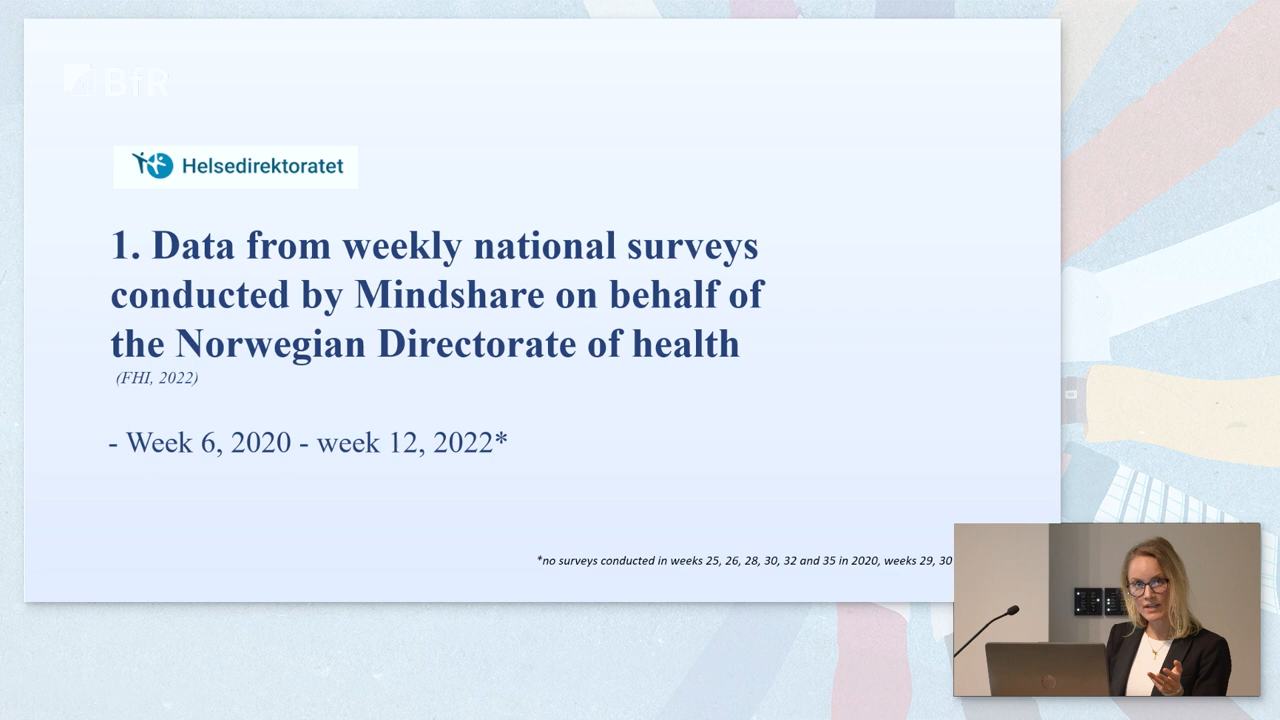 BfR
Helsedirektoratet
1. Data from weekly national surveys
conducted by Mindshare on behalf of
the Norwegian Directorate of health
(FHI, 2022)
- Week 6, 2020 - week 12, 2022*
*no surveys conducted in weeks 25, 26, 28, 30, 32 and 35 in 2020, weeks 29, 30